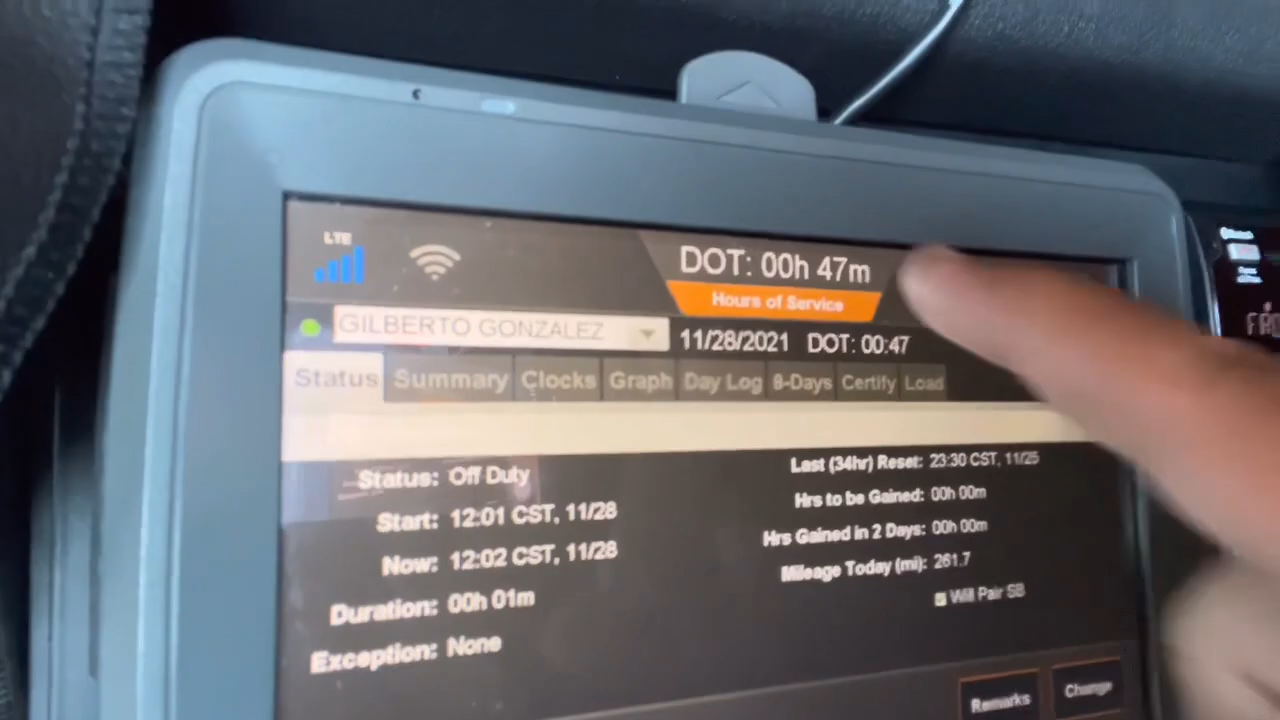 LTE
DOT: 00h 47m
Hours of Service
GILBERTO GONZALEZ
11/28/2021 DOT: 00:47
Status Summary Clocks Graph Day Log 8-Days Certify Load
Status: Off Duty
Start: 12:01 CST, 11/28
Now: 12:02 CST, 11/28
Duration: 00h 01m
Exception: None
Last (34hr) Reset: 23:30 CST, 11/25
Hrs to be Gained: 00h 00m
Hrs Gained in 2 Days: 00h 00m
Mileage Today (mi): 261.7
Will Pair SB
Remarks Change